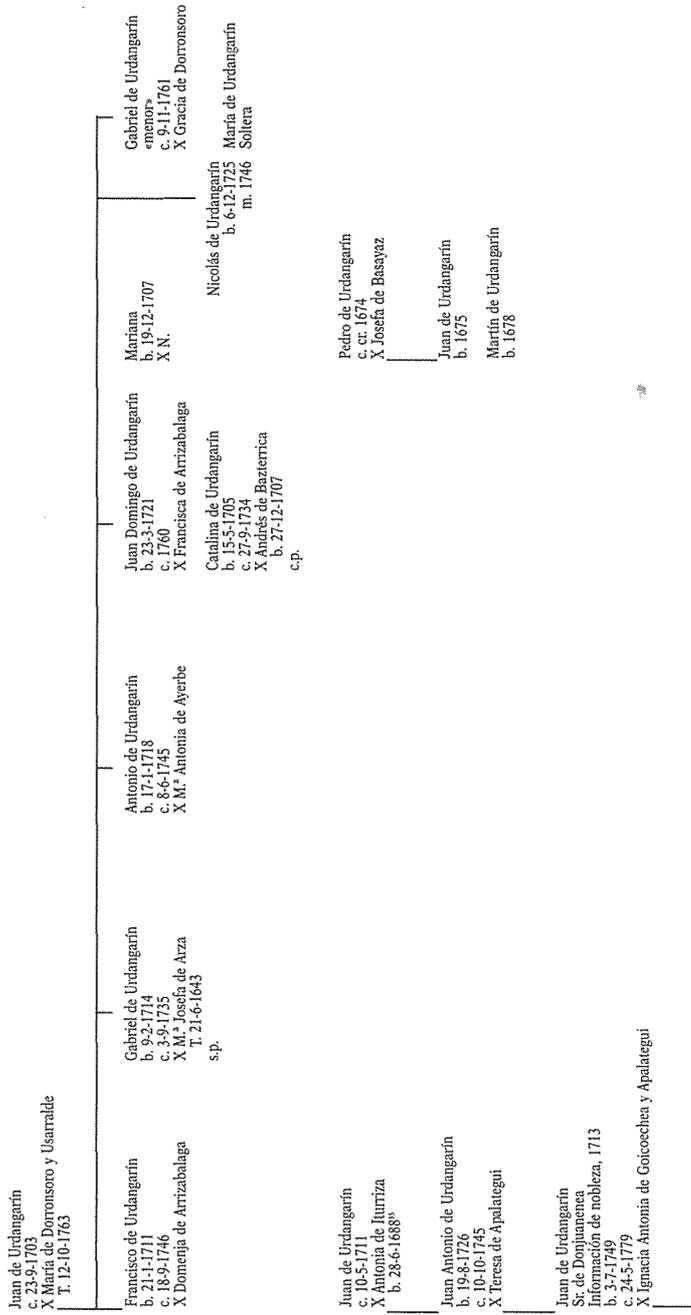 Juan de Urdangarín
c. 23-9-1703
X María de Dorronsoro y Usarralde
T. 12-10-1763
Francisco de Urdangarín
b. 21-1-1711
c. 18-9-1746
X Domenja de Arrizabalaga
Gabriel de Urdangarín
b. 9-2-1714
c. 3-9-1735
X M.ª Josefa de Arza
T. 21-6-1643
s.p.
Antonio de Urdangarín
b. 17-1-1718
c. 8-6-1745
X M.ª Antonia de Ayerbe
Juan Domingo de Urdangarín
b. 23-3-1721
c. 1760
X Francisca de Arrizabalaga
Mariana
b. 19-12-1707
X N.
Gabriel de Urdangarín
«menor»
c. 9-11-1761
X Gracia de Dorronsoro
Catalina de Urdangarín
b. 15-5-1705
c. 27-9-1734
X Andrés de Bazterrica
b. 27-12-1707
c.p.
Nicolás de Urdangarín
b. 6-12-1725
m. 1746
María de Urdangarín
Soltera
Juan de Urdangarín
c. 10-5-1711
X Antonia de Iturriza
b. 28-6-1688⁸⁵
Pedro de Urdangarín
c. cr. 1674
X Josefa de Basayaz
Juan Antonio de Urdangarín
b. 19-8-1726
c. 10-10-1745
X Teresa de Apalategui
Juan de Urdangarín
b. 1675
Martín de Urdangarín
b. 1678
Juan de Urdangarín
Sr. de Donjuanenea
Información de nobleza, 1713
b. 3-7-1749
c. 24-5-1779
X Ignacia Antonia de Goicoechea y Apalategui